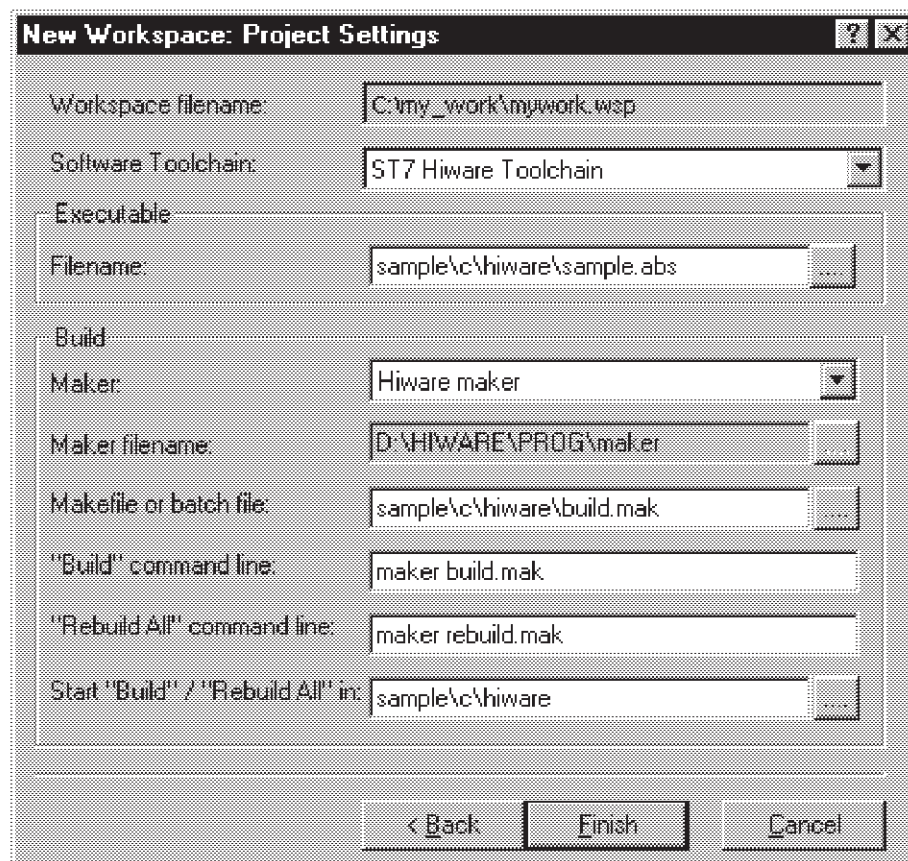 New Workspace: Project Settings ? X
Workspace filename: C:\my_work\mywork.wsp
Software Toolchain: ST7 Hiware Toolchain
Executable
Filename: sample\c\hiware\sample.abs ....
Build
Maker: Hiware maker
Maker filename: D:\HIWARE\PROG\maker ....
Makefile or batch file: sample\c\hiware\build.mak ....
"Build" command line: maker build.mak
"Rebuild All" command line: maker rebuild.mak
Start "Build" / "Rebuild All" in: sample\c\hiware ....
< Back Finish Cancel